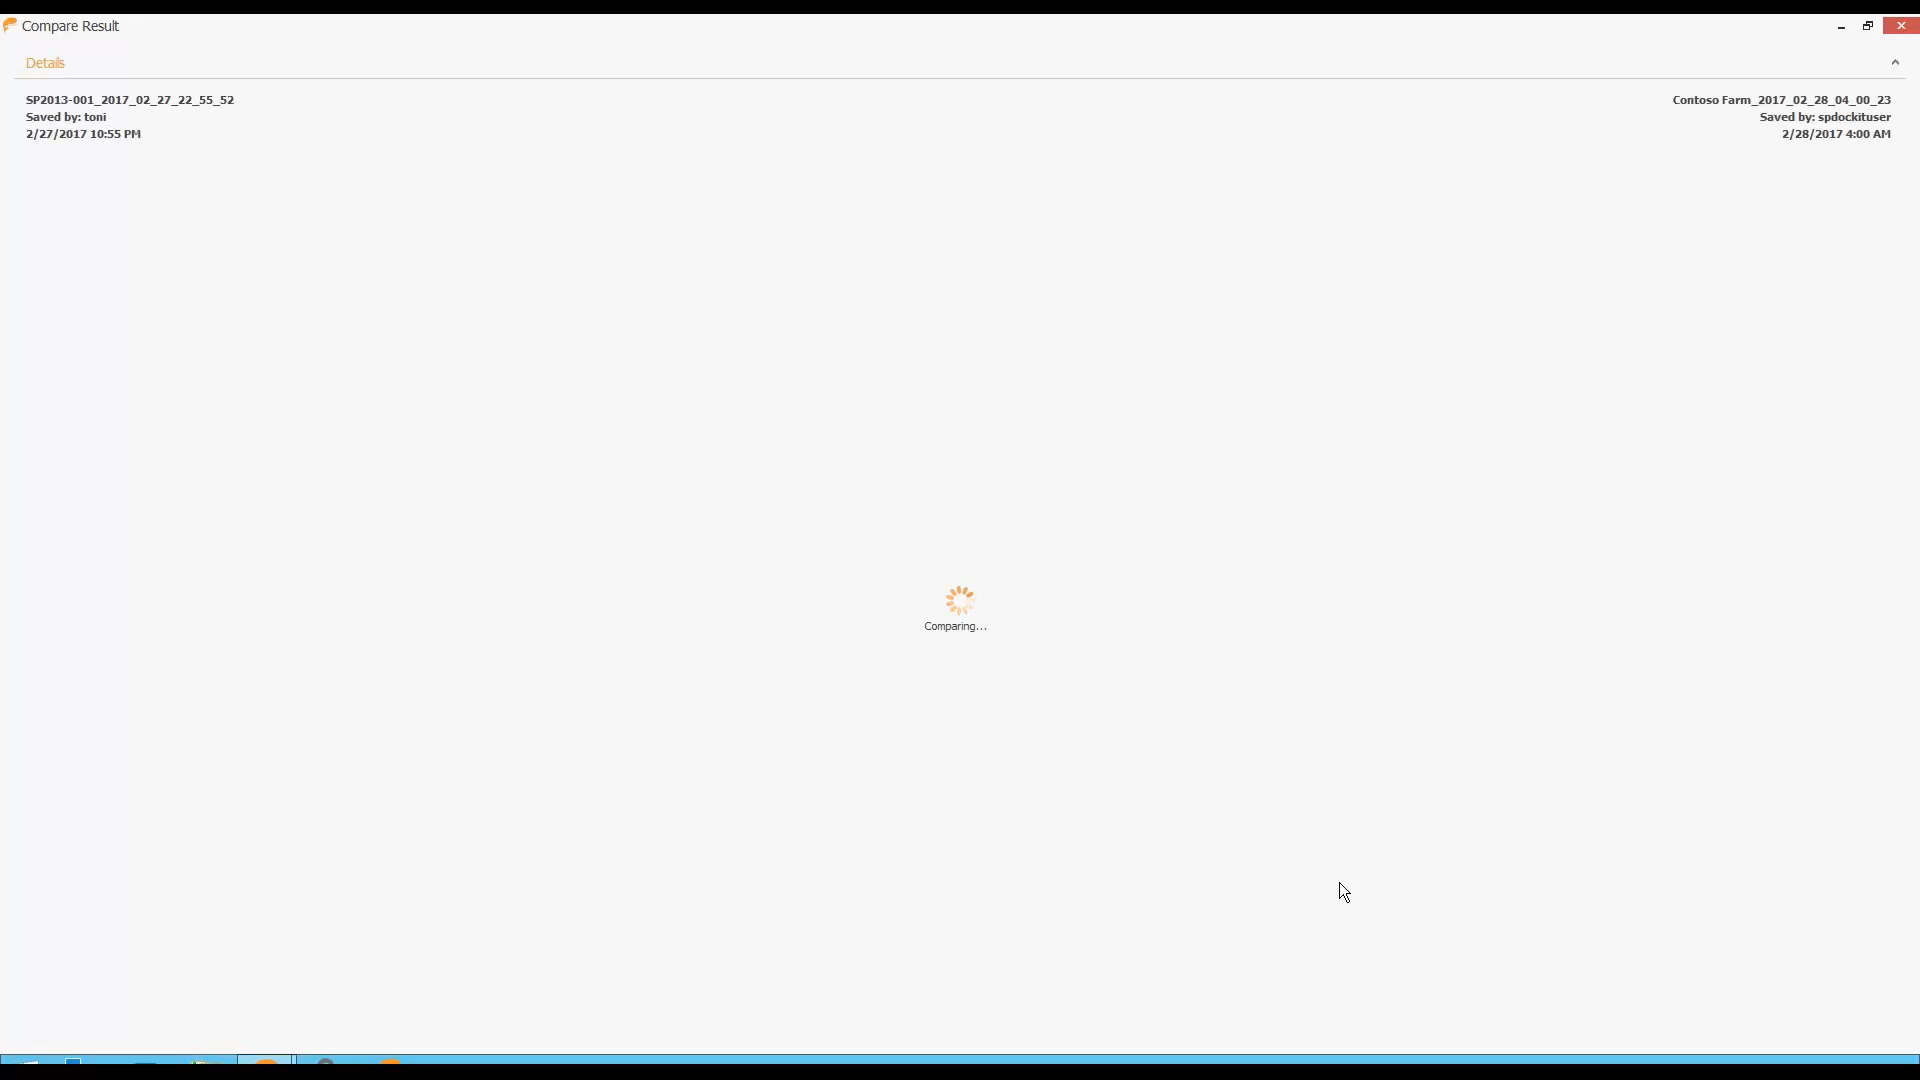 Compare Result
Details
SP2013-001_2017_02_27_22_55_52
Saved by: toni
2/27/2017 10:55 PM
Contoso Farm_2017_02_28_04_00_23
Saved by: spdockituser
2/28/2017 4:00 AM
Comparing...